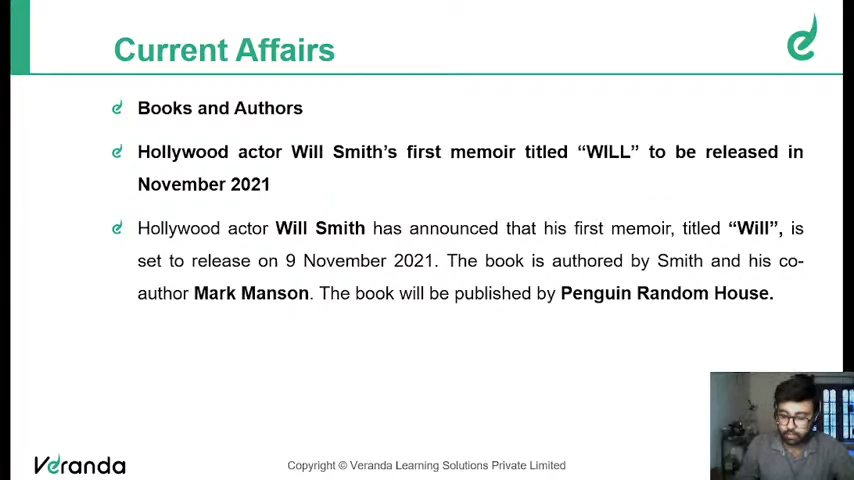 Current Affairs
Books and Authors
Hollywood actor Will Smith's first memoir titled “WILL” to be released in
November 2021
Hollywood actor Will Smith has announced that his first memoir, titled “Will”, is
set to release on 9 November 2021. The book is authored by Smith and his co-
author Mark Manson. The book will be published by Penguin Random House.
Veranda
Copyright © Veranda Learning Solutions Private Limited